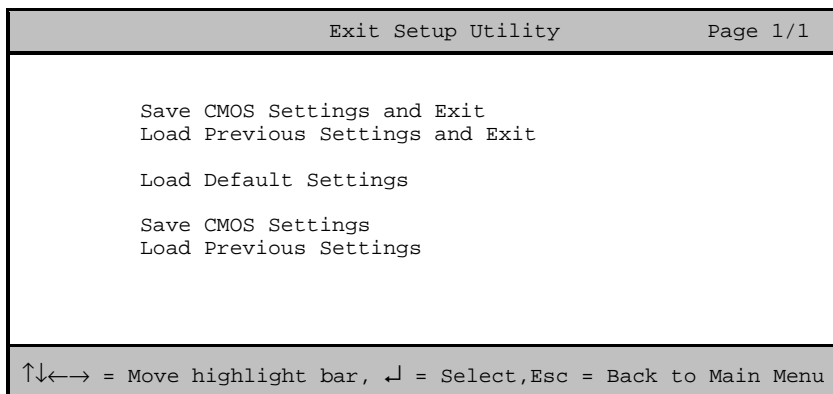 Exit Setup Utility Page 1/1
Save CMOS Settings and Exit
Load Previous Settings and Exit
Load Default Settings
Save CMOS Settings
Load Previous Settings
↑↓←→ = Move highlight bar, ↵ = Select,Esc = Back to Main Menu